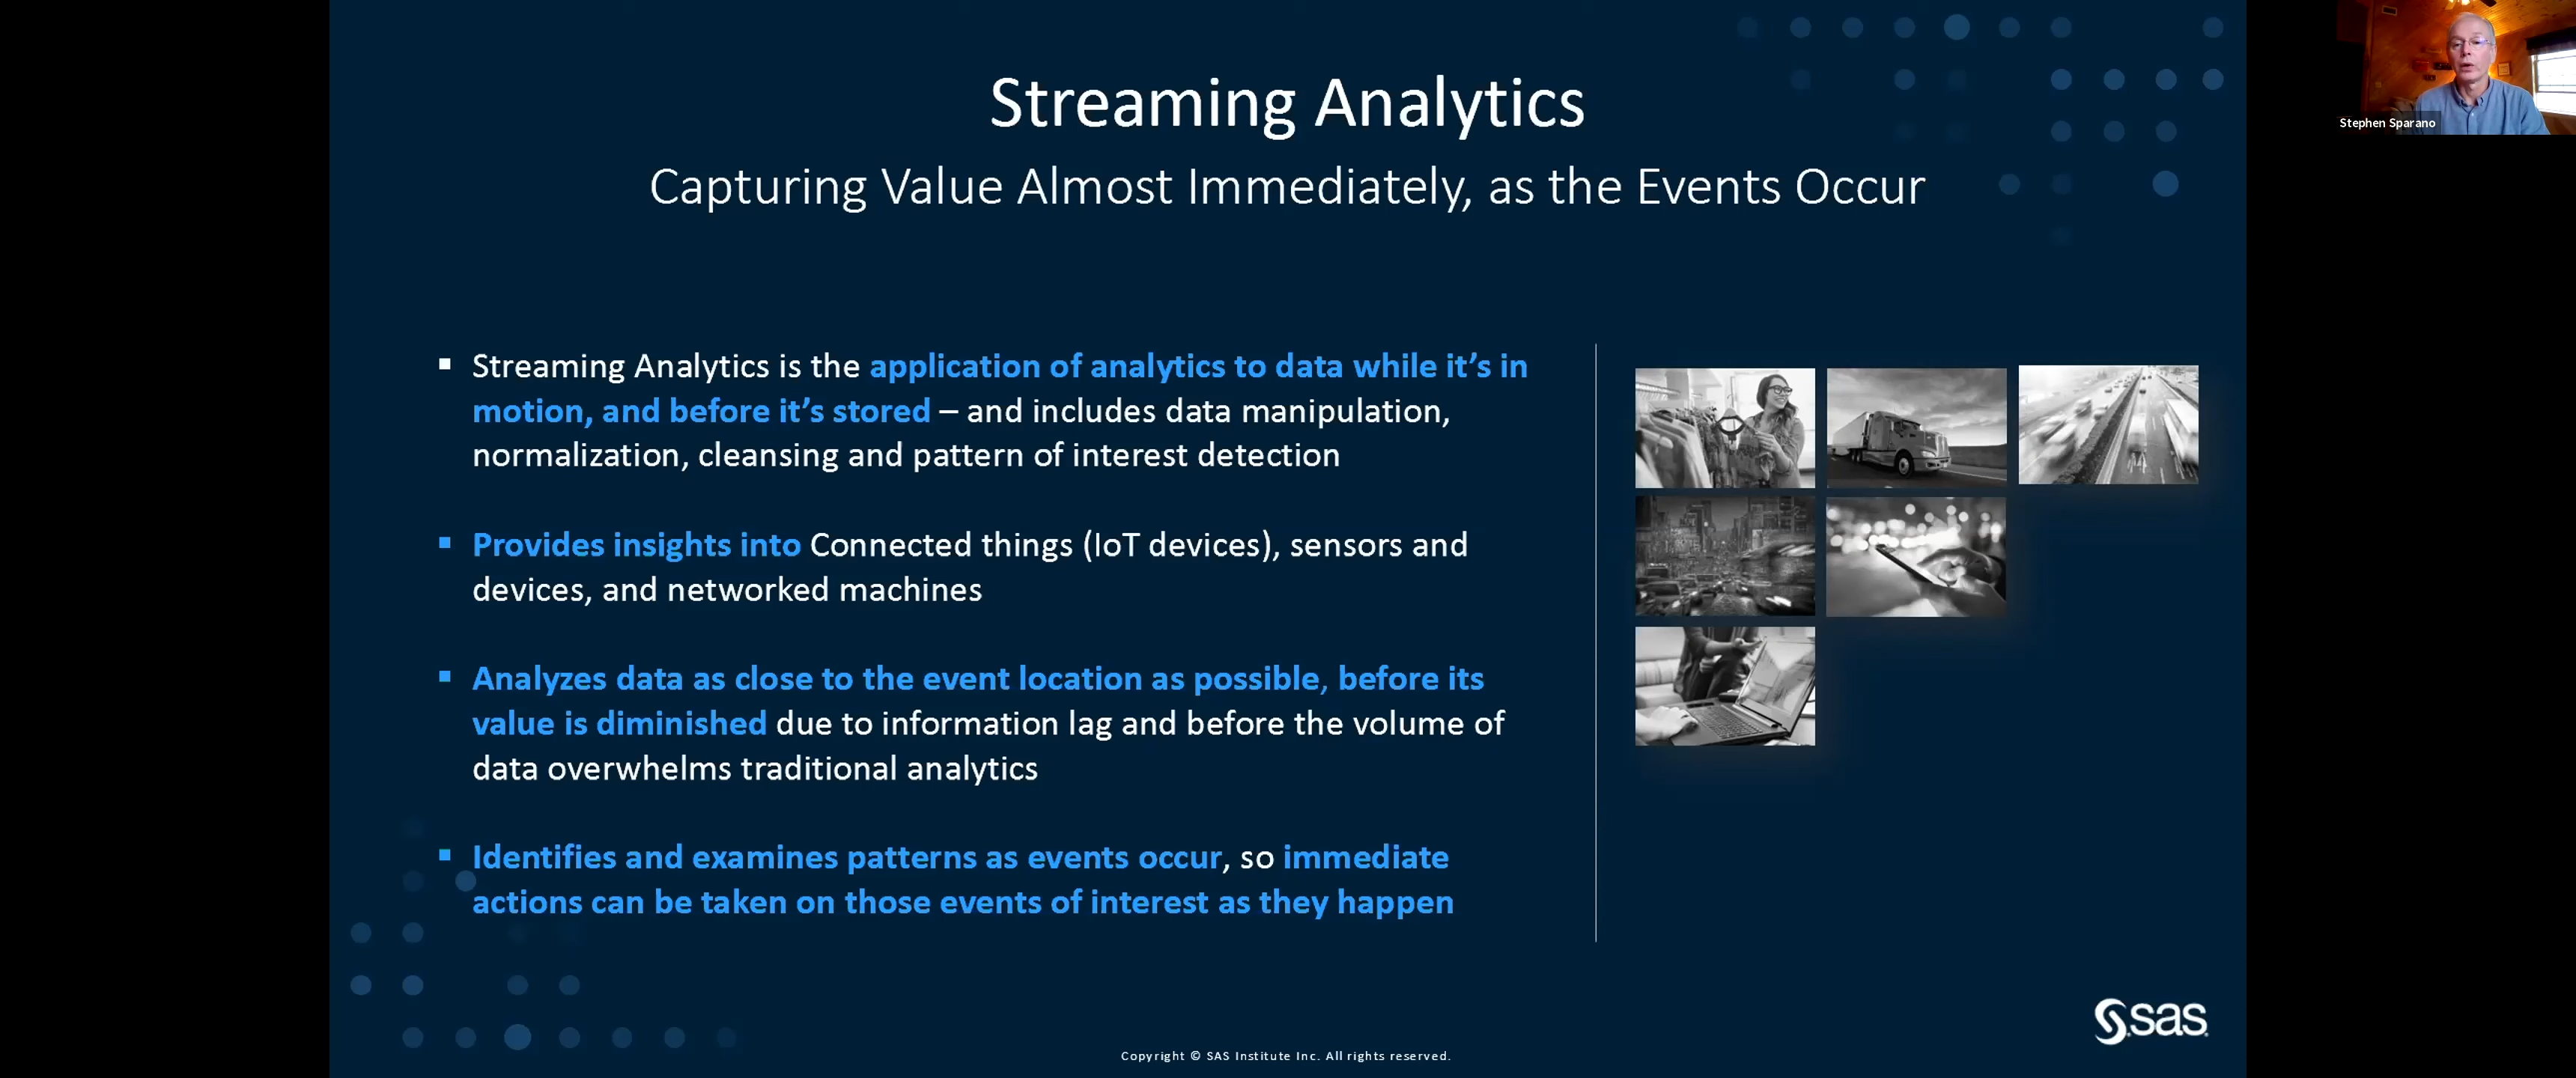 Streaming Analytics
Capturing Value Almost Immediately, as the Events Occur
Stephen Sparano
▪ Streaming Analytics is the application of analytics to data while it’s in
motion, and before it’s stored – and includes data manipulation,
normalization, cleansing and pattern of interest detection
▪ Provides insights into Connected things (IoT devices), sensors and
devices, and networked machines
▪ Analyzes data as close to the event location as possible, before its
value is diminished due to information lag and before the volume of
data overwhelms traditional analytics
▪ Identifies and examines patterns as events occur, so immediate
actions can be taken on those events of interest as they happen
sas
Copyright © SAS Institute Inc. All rights reserved.